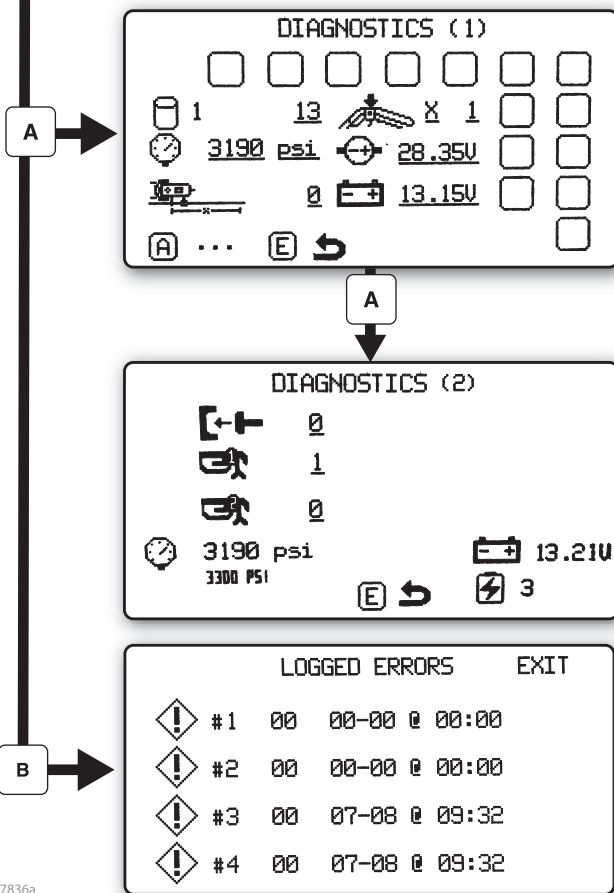 DIAGNOSTICS (1)
1 13 X 1
A
3190 psi 28.35V
0 - + 13.15V
A ... E
A
DIAGNOSTICS (2)
0
1 1
2 0
3190 psi - + 13.21V
3300 PSI
E 3
LOGGED ERRORS EXIT
! #1 00 00-00 @ 00:00
! #2 00 00-00 @ 00:00
B
! #3 00 07-08 @ 09:32
! #4 00 07-08 @ 09:32
7836a